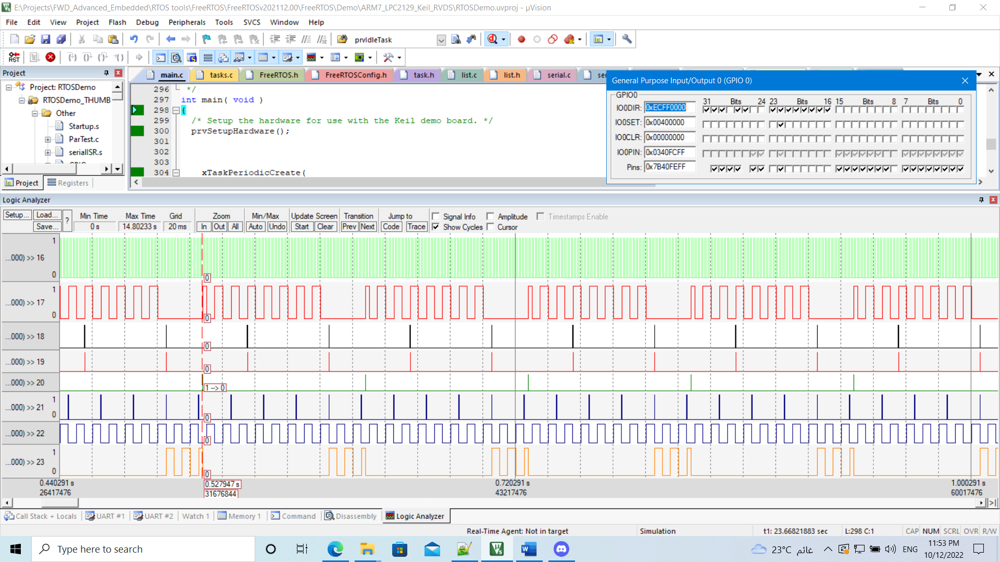 E:\Projects\FWD_Advanced_Embedded\RTOS tools\FreeRTOS\FreeRTOSv202112.00\FreeRTOS\Demo\ARM7_LPC2129_Keil_RVDS\RTOSDemo.uvproj - µVision
File Edit View Project Flash Debug Peripherals Tools SVCS Window Help
prvIdleTask
RST
Project
main.c tasks.c FreeRTOS.h FreeRTOSConfig.h task.h list.c list.h serial.c
Project: RTOSDemo
RTOSDemo_THUMB
Other
Startup.s
ParTest.c
serialISR.s
Project Registers
296 */
297 int main( void )
298 {
299 /* Setup the hardware for use with the Keil demo board. */
300 prvSetupHardware();
301
302
303
304 xTaskPeriodicCreate(
General Purpose Input/Output 0 (GPIO 0)
GPIO0
31 Bits 24 23 Bits 16 15 Bits 8 7 Bits 0
IO0DIR: 0xECFF0000
IO0SET: 0x00400000
IO0CLR: 0x00000000
IO0PIN: 0x0340FCFF
Pins: 0x7B40FEFF
Logic Analyzer
Setup... Load... Save... ?
Min Time Max Time Grid Zoom Min/Max Update Screen Transition Jump to
0 s 14.80233 s 20 ms In Out All Auto Undo Start Clear Prev Next Code Trace
Signal Info Amplitude Timestamps Enable
Show Cycles Cursor
1
...000) >> 16
0
0
1
...000) >> 17
0
0
...000) >> 18
0
...000) >> 19
0
...000) >> 20
1 --> 0
1
...000) >> 21
0
0
...000) >> 22
0
1
...000) >> 23
0
0
0.440291 s 0.527947 s 0.720291 s 1.000291 s
26417476 31676844 43217476 60017476
Call Stack + Locals UART #1 UART #2 Watch 1 Memory 1 Command Disassembly Logic Analyzer
Real-Time Agent: Not in target Simulation t1: 23.66821883 sec L:298 C:1 CAP NUM SCRL OVR R/W
Type here to search
23°C غائم ENG
11:53 PM
10/12/2022